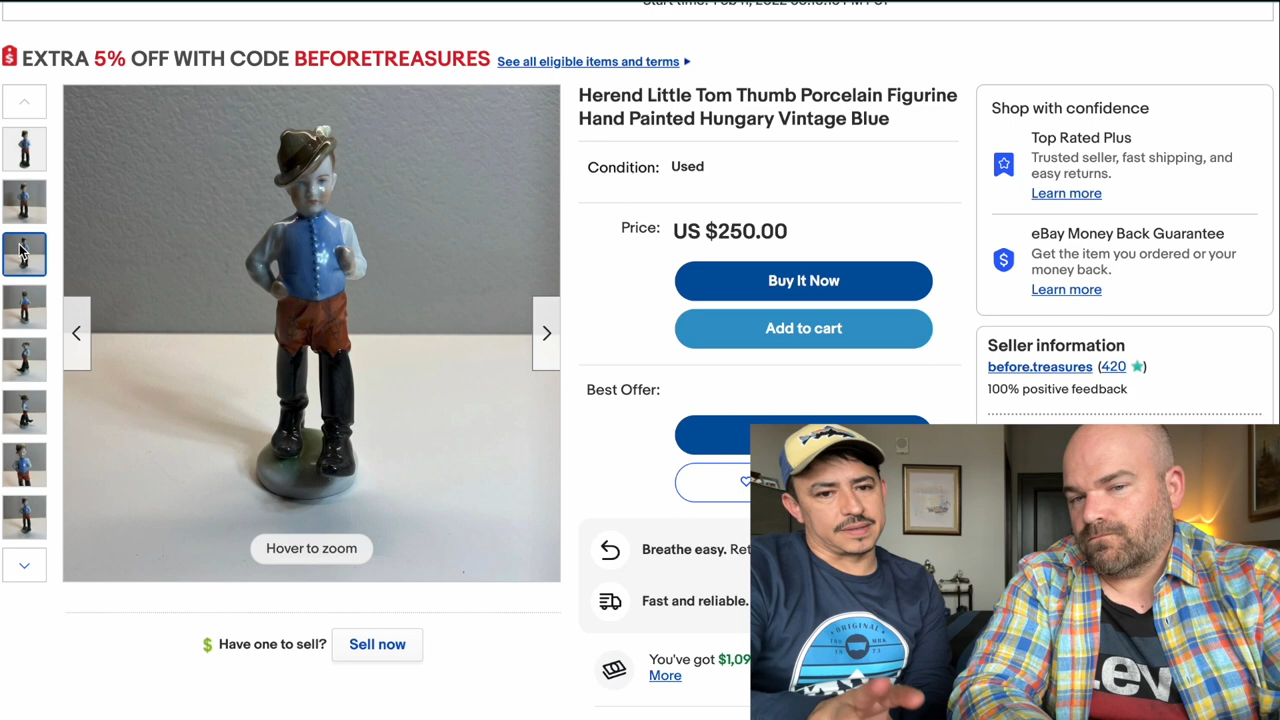 EXTRA 5% OFF WITH CODE BEFORETREASURES See all eligible items and terms
Herend Little Tom Thumb Porcelain Figurine
Hand Painted Hungary Vintage Blue
Condition: Used
Price: US $250.00
Buy It Now
Add to cart
Best Offer:
Breathe easy.
Fast and reliable.
You've got $1,09
More
Hover to zoom
Have one to sell? Sell now
Shop with confidence
Top Rated Plus
Trusted seller, fast shipping, and
easy returns.
Learn more
eBay Money Back Guarantee
Get the item you ordered or your
money back.
Learn more
Seller information
before.treasures (420)
100% positive feedback
ORIGINAL